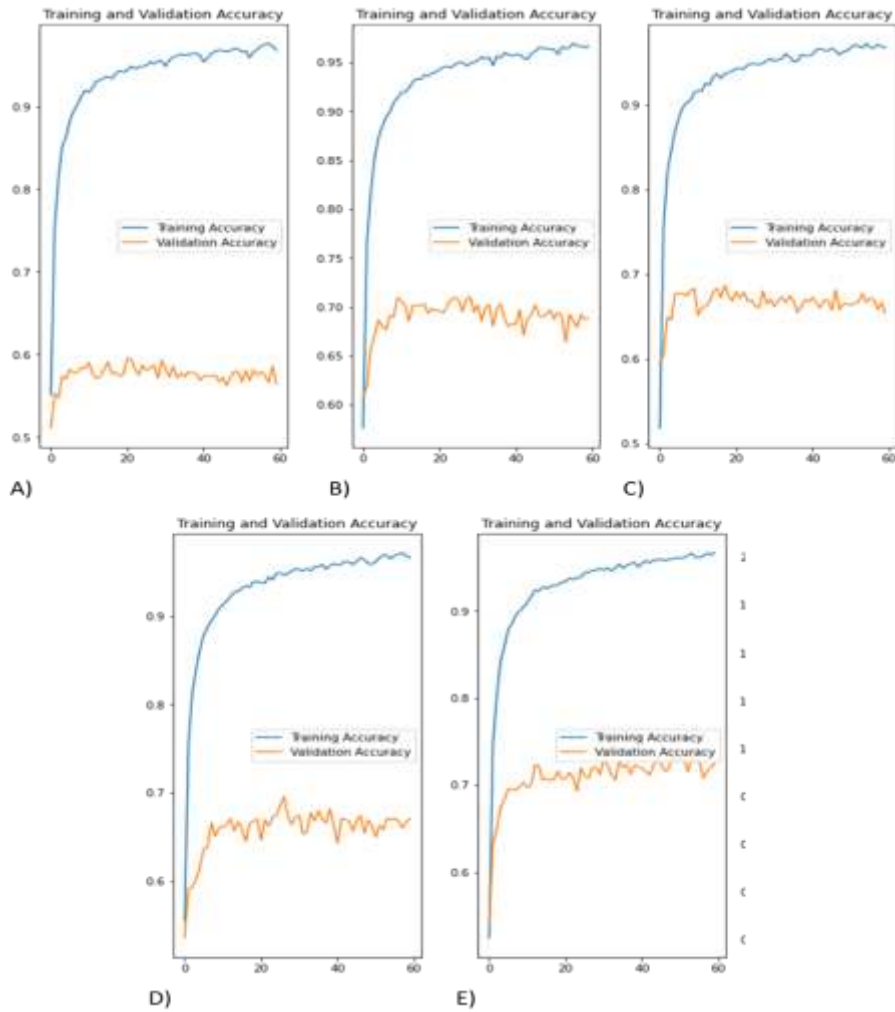 Training and Validation Accuracy
0.9
0.8
0.7
0.6
0.5
Training Accuracy
Validation Accuracy
0 20 40 60
A)
Training and Validation Accuracy
0.95
0.90
0.85
0.80
0.75
0.70
0.65
0.60
Training Accuracy
Validation Accuracy
0 20 40 60
B)
Training and Validation Accuracy
0.9
0.8
0.7
0.6
0.5
Training Accuracy
Validation Accuracy
0 20 40 60
C)
Training and Validation Accuracy
0.9
0.8
0.7
0.6
Training Accuracy
Validation Accuracy
0 20 40 60
D)
Training and Validation Accuracy
0.9
0.8
0.7
0.6
Training Accuracy
Validation Accuracy
0 20 40 60
E)